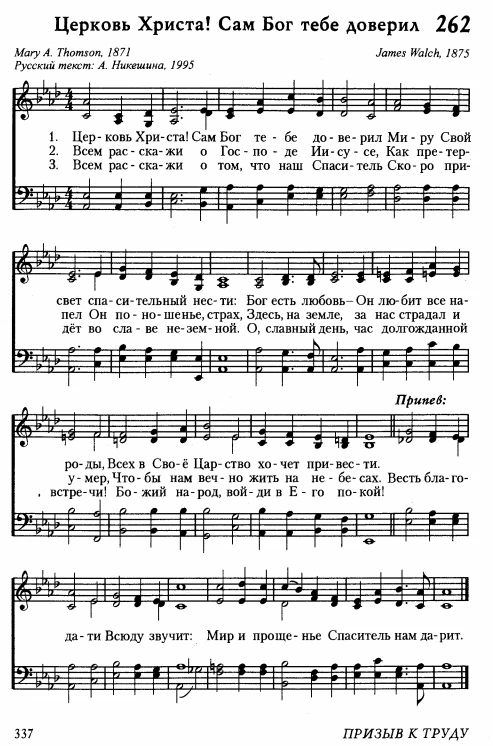 Церковь Христа! Сам Бог тебе доверил 262
Mary A. Thomson, 1871 James Walch, 1875
Русский текст: А. Никешина, 1995
1. Цер- ковь Хри- ста! Сам Бог те - бе до - ве - рил Ми - ру Свой
2. Всем рас - ска - жи о Гос - по - де Ии - су - се, Как пре - тер-
3. Всем рас - ска - жи о том, что наш Спаси - тель Ско ро при-
свет спа - си - тельный нес - ти: Бог есть любовь— Он лю - бит все на -
пел Он по - но - шенье, страх, Здесь, на земле, за нас страдал и
дёт во сла - ве не-зем - ной. О, славный день, час долгожданной
Припев:
ро - ды, Всех в Сво - ё Цар - ство хо - чет при - вес - ти.
у - мер, Что - бы нам веч - но жить на не - бе - сах. Весть бла - го-
встре - чи! Бо - жий на - род, вой - ди в Е - го по - кой!
да - ти Всюду звучит: Мир и проще - нье Спаситель нам да - рит.
337 ПРИЗЫВ К ТРУДУ